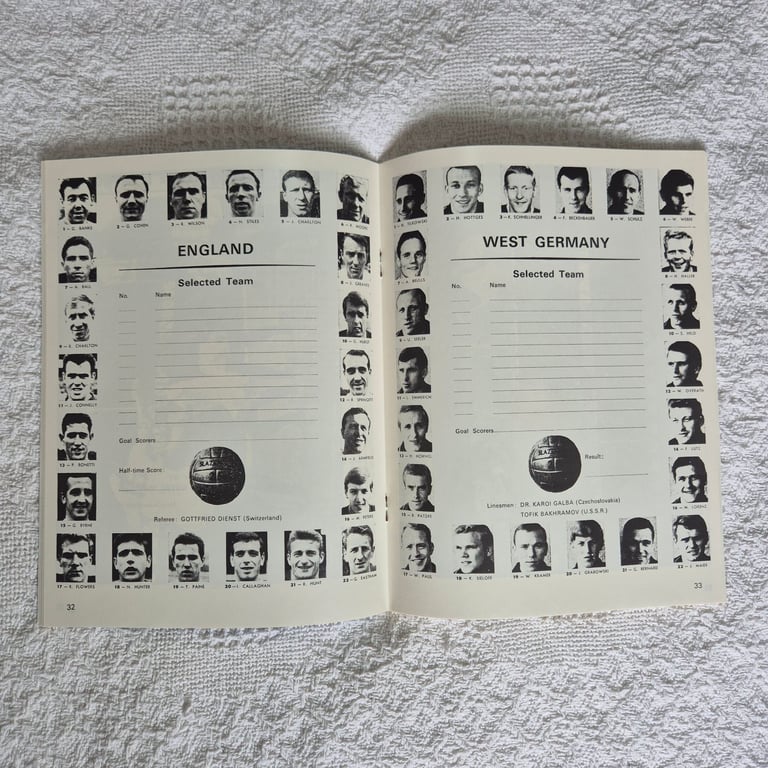 1 — G. BANKS
2 — G. COHEN
3 — R. WILSON
4 — N. STILES
5 — J. CHARLTON
6 — R. MOORE
7 — A. BALL
8 — J. GREAVES
9 — R. CHARLTON
10 — G. HURST
11 — J. CONNELLY
12 — R. SPRINGETT
13 — P. BONETTI
14 — J. ARMFIELD
15 — G. BYRNE
16 — M. PETERS
17 — R. FLOWERS
18 — N. HUNTER
19 — T. PAINE
20 — I. CALLAGHAN
21 — R. HUNT
22 — G. EASTHAM
ENGLAND
Selected Team
No. Name
Goal Scorers
Half-time Score:
Referee: GOTTFRIED DIENST (Switzerland)
32
1 — H. TILKOWSKI
2 — H. HOTTGES
3 — K. SCHNELLINGER
4 — F. BECKENBAUER
5 — W. SCHULZ
6 — W. WEBER
7 — A. BRULLS
8 — H. HALLER
9 — U. SEELER
10 — S. HELD
11 — L. EMMERICH
12 — W. OVERATH
13 — H. HORNIG
14 — F. LUTZ
15 — B. PATZKE
16 — M. LORENZ
17 — W. PAUL
18 — K. SIELOFF
19 — W. KRAMER
20 — J. GRABOWSKI
21 — G. BERNARD
22 — S. MAIER
WEST GERMANY
Selected Team
No. Name
Goal Scorers
Result:
Linesmen: DR. KAROL GALBA (Czechoslovakia)
TOFIK BAKHRAMOV (U.S.S.R.)
33